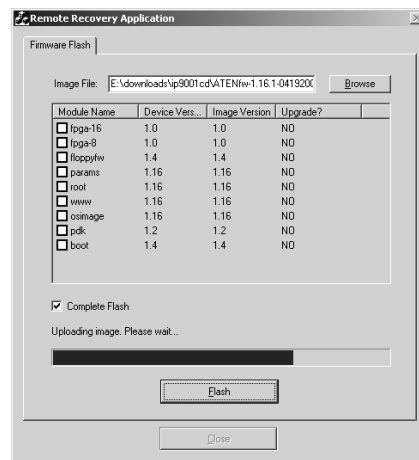 Remote Recovery Application
Firmware Flash
Image File: E:\downloads\ip9001cd\ATENfw-1.16.1-0419200 Browse
Module Name Device Vers... Image Version Upgrade?
fpga-16 1.0 1.0 NO
fpga-8 1.0 1.0 NO
floppyfw 1.4 1.4 NO
params 1.16 1.16 NO
root 1.16 1.16 NO
www 1.16 1.16 NO
osimage 1.16 1.16 NO
pdk 1.2 1.2 NO
boot 1.4 1.4 NO
Complete Flash
Uploading image. Please wait...
Flash
Close